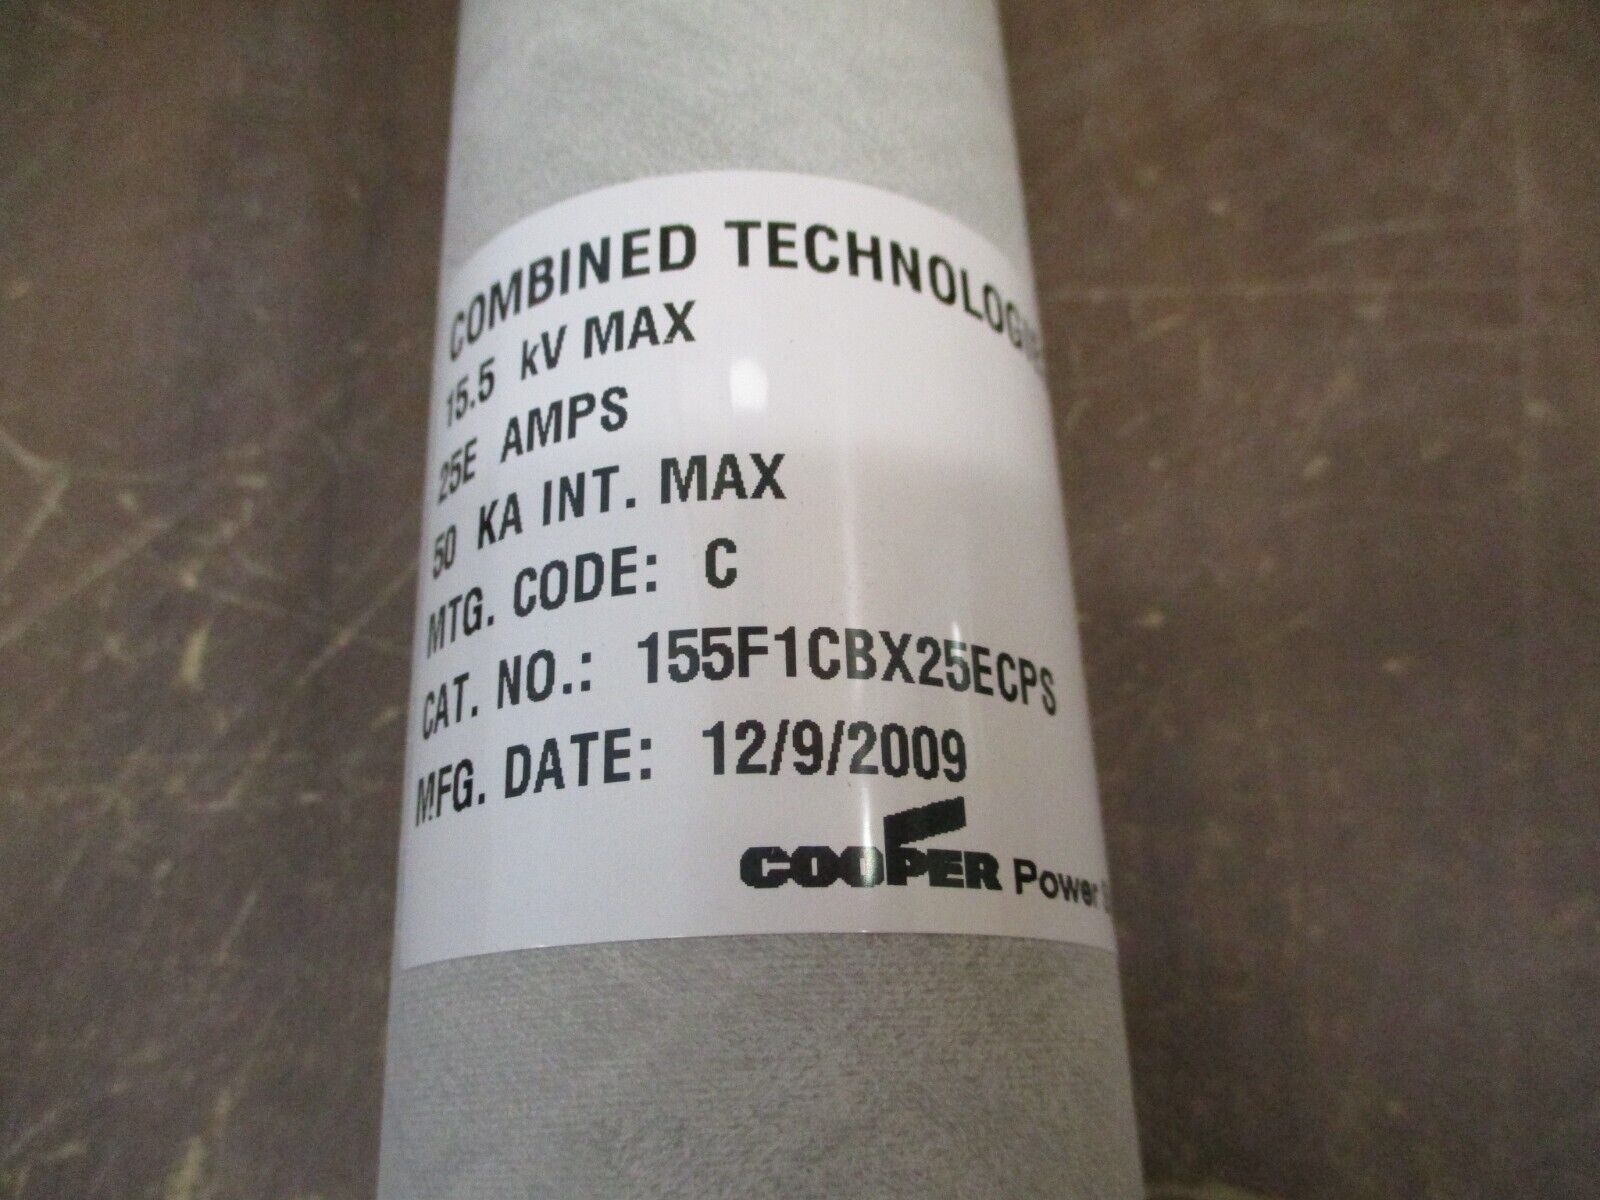 COMBINED TECHNOLOG
15.5 kV MAX
25E AMPS
50 KA INT. MAX
MTG. CODE: C
CAT. NO.: 155F1CBX25ECPS
MFG. DATE: 12/9/2009
COOPER Power